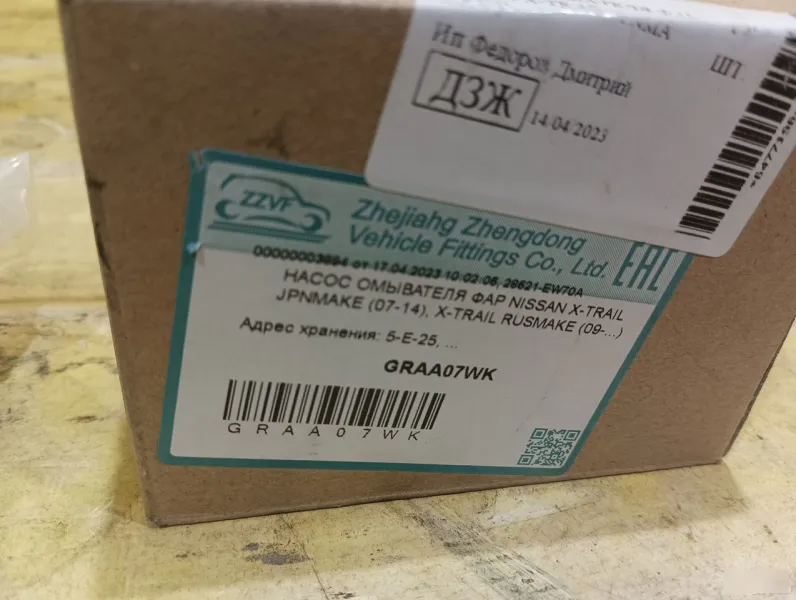 Ип Федоров Дмитрий
ШТ.
ДЗЖ
14/04/2023
ZZVF
Zhejiahg Zhengdong
Vehicle Fittings Co., Ltd.
EAC
00000003894 от 17.04.2023 10:02:06, 28621-EW70A
НАСОС ОМЫВАТЕЛЯ ФАР NISSAN X-TRAIL
JPNMAKE (07-14), X-TRAIL RUSMAKE (09-...)
Адрес хранения: 5-E-25, ...
GRAA07WK
GRAA07WK